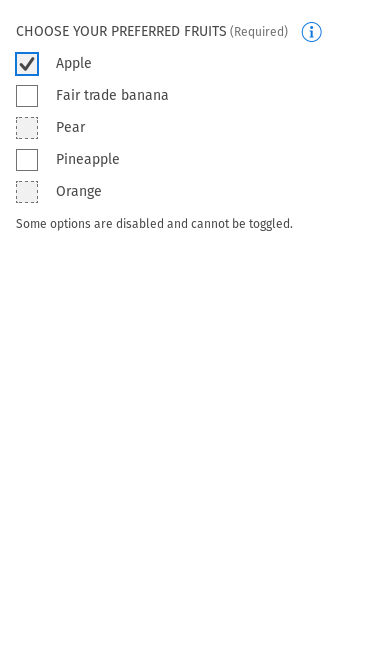 CHOOSE YOUR PREFERRED FRUITS (Required)
Apple
Fair trade banana
Pear
Pineapple
Orange
Some options are disabled and cannot be toggled.